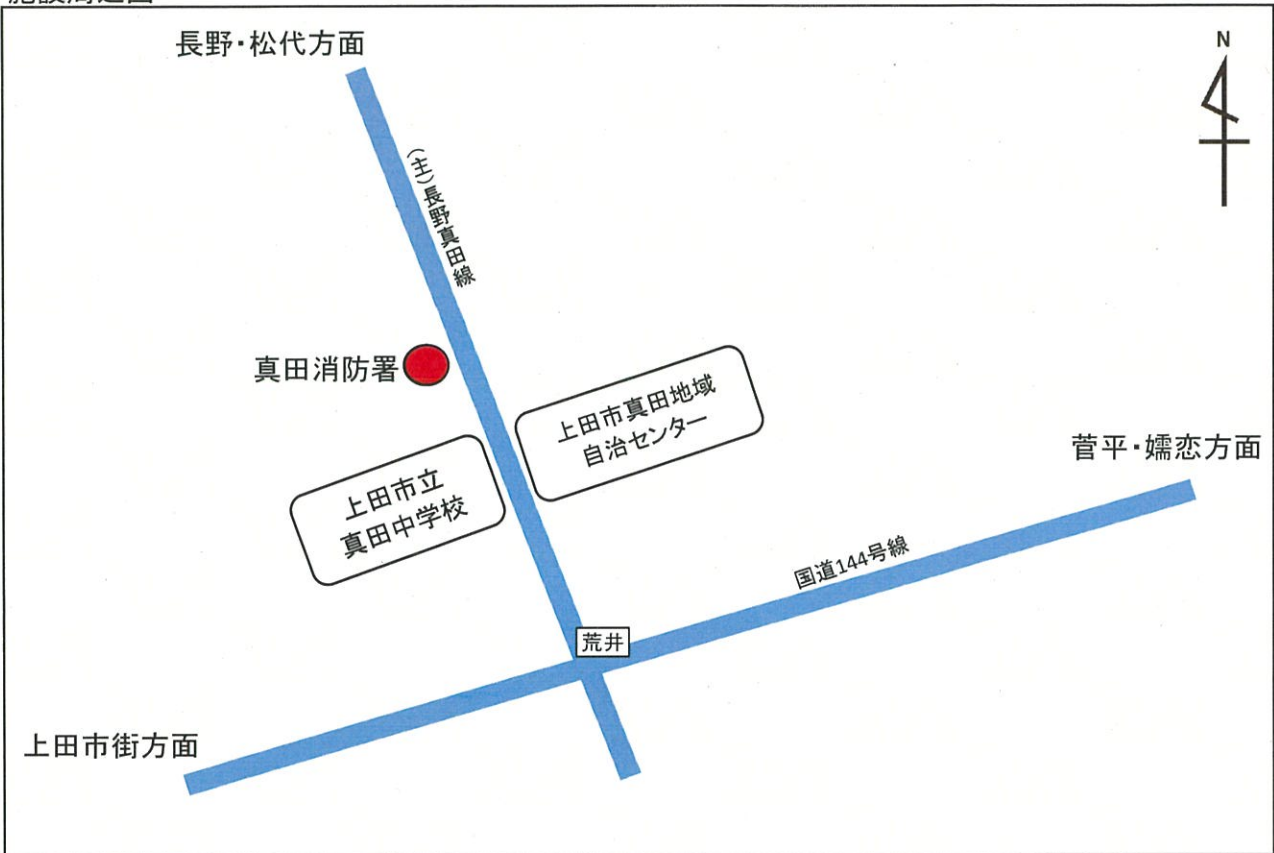 長野・松代方面
N
(主)長野真田線
真田消防署
上田市真田地域
自治センター
菅平・嬬恋方面
上田市立
真田中学校
国道144号線
荒井
上田市街方面